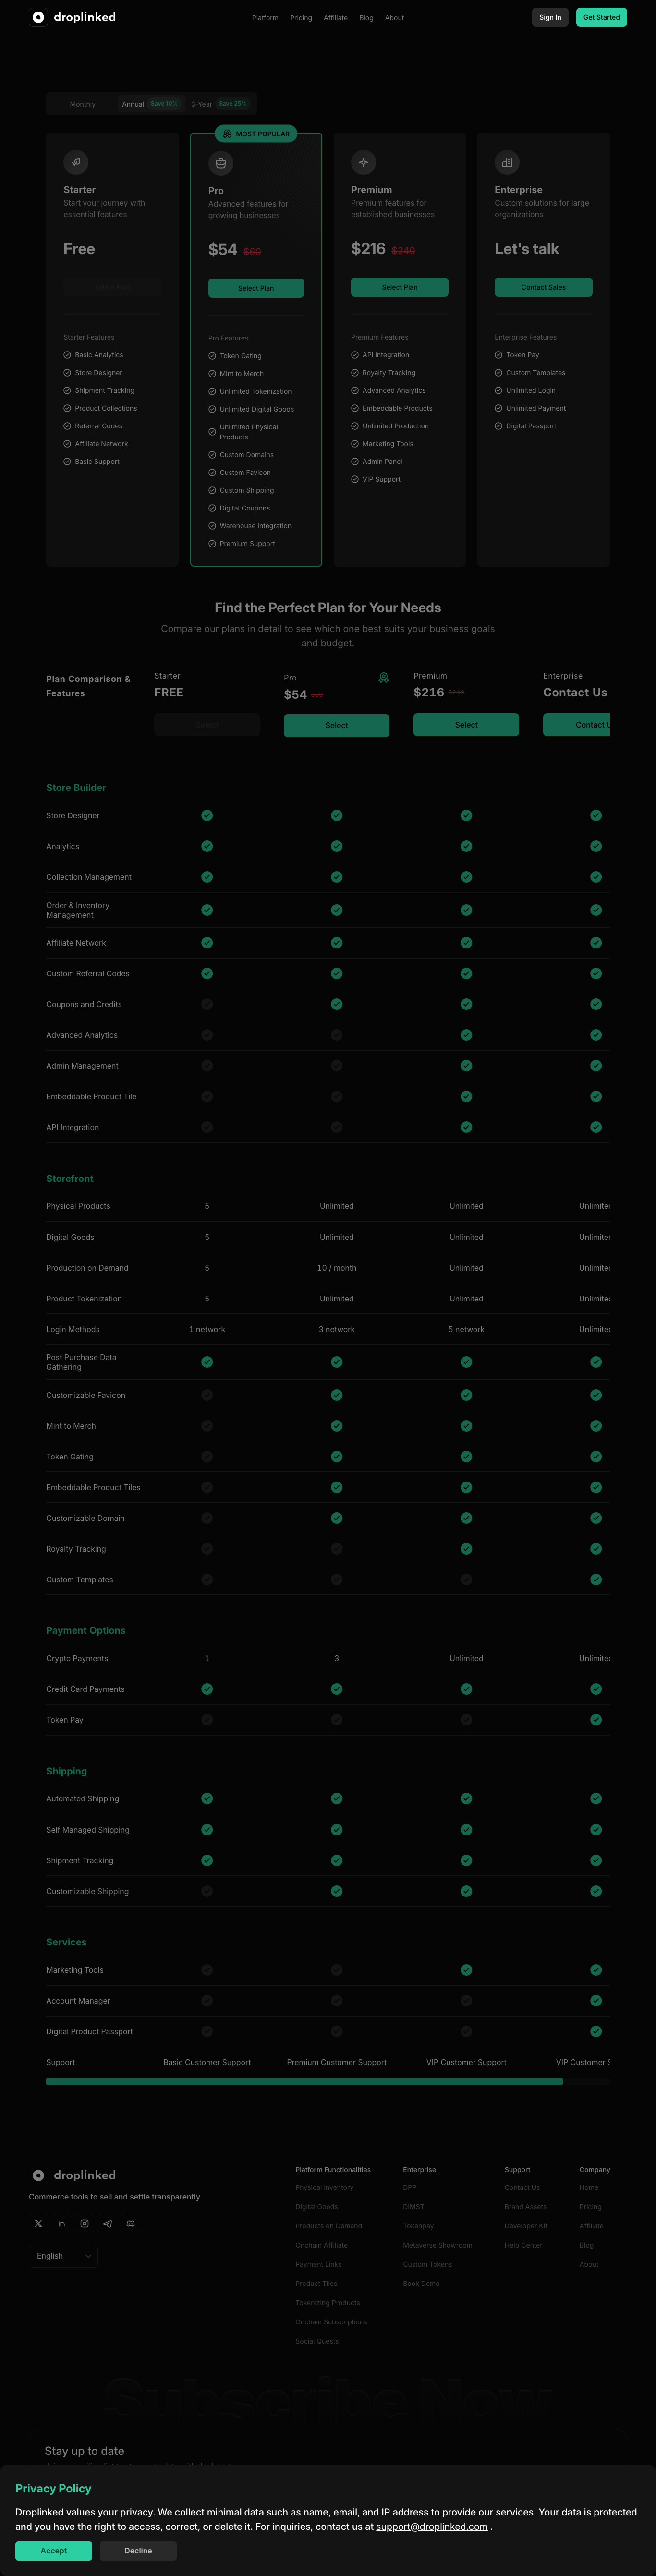 droplinked
Platform Pricing Affiliate Blog About
Sign In Get Started
Monthly Annual Save 10% 3-Year Save 25%
MOST POPULAR
Starter
Start your journey with
essential features
Free
Starter Features
Basic Analytics
Store Designer
Shipment Tracking
Product Collections
Referral Codes
Affiliate Network
Basic Support
Pro
Advanced features for
growing businesses
$54 $60
Select Plan
Pro Features
Token Gating
Mint to Merch
Unlimited Tokenization
Unlimited Digital Goods
Unlimited Physical
Products
Custom Domains
Custom Favicon
Custom Shipping
Digital Coupons
Warehouse Integration
Premium Support
Premium
Premium features for
established businesses
$216 $240
Select Plan
Premium Features
API Integration
Royalty Tracking
Advanced Analytics
Embeddable Products
Unlimited Production
Marketing Tools
Admin Panel
VIP Support
Enterprise
Custom solutions for large
organizations
Let's talk
Contact Sales
Enterprise Features
Token Pay
Custom Templates
Unlimited Login
Unlimited Payment
Digital Passport
Find the Perfect Plan for Your Needs
Compare our plans in detail to see which one best suits your business goals
and budget.
Plan Comparison &
Features
Starter
FREE
Select
Pro
$54 $60
Select
Premium
$216 $240
Select
Enterprise
Contact Us
Contact U
Store Builder
Store Designer
Analytics
Collection Management
Order & Inventory
Management
Affiliate Network
Custom Referral Codes
Coupons and Credits
Advanced Analytics
Admin Management
Embeddable Product Tile
API Integration
Storefront
Physical Products 5 Unlimited Unlimited Unlimited
Digital Goods 5 Unlimited Unlimited Unlimited
Production on Demand 5 10 / month Unlimited Unlimited
Product Tokenization 5 Unlimited Unlimited Unlimited
Login Methods 1 network 3 network 5 network Unlimited
Post Purchase Data
Gathering
Customizable Favicon
Mint to Merch
Token Gating
Embeddable Product Tiles
Customizable Domain
Royalty Tracking
Custom Templates
Payment Options
Crypto Payments 1 3 Unlimited Unlimited
Credit Card Payments
Token Pay
Shipping
Automated Shipping
Self Managed Shipping
Shipment Tracking
Customizable Shipping
Services
Marketing Tools
Account Manager
Digital Product Passport
Support Basic Customer Support Premium Customer Support VIP Customer Support VIP Customer S
droplinked
Commerce tools to sell and settle transparently
English
Platform Functionalities
Physical Inventory
Digital Goods
Products on Demand
Onchain Affiliate
Payment Links
Product Tiles
Tokenizing Products
Onchain Subscriptions
Social Quests
Enterprise
DPP
DIMST
Tokenpay
Metaverse Showroom
Custom Tokens
Book Demo
Support
Contact Us
Brand Assets
Developer Kit
Help Center
Company
Home
Pricing
Affiliate
Blog
About
Subscribe Now
Stay up to date
Privacy Policy
Droplinked values your privacy. We collect minimal data such as name, email, and IP address to provide our services. Your data is protected
and you have the right to access, correct, or delete it. For inquiries, contact us at support@droplinked.com .
Accept Decline